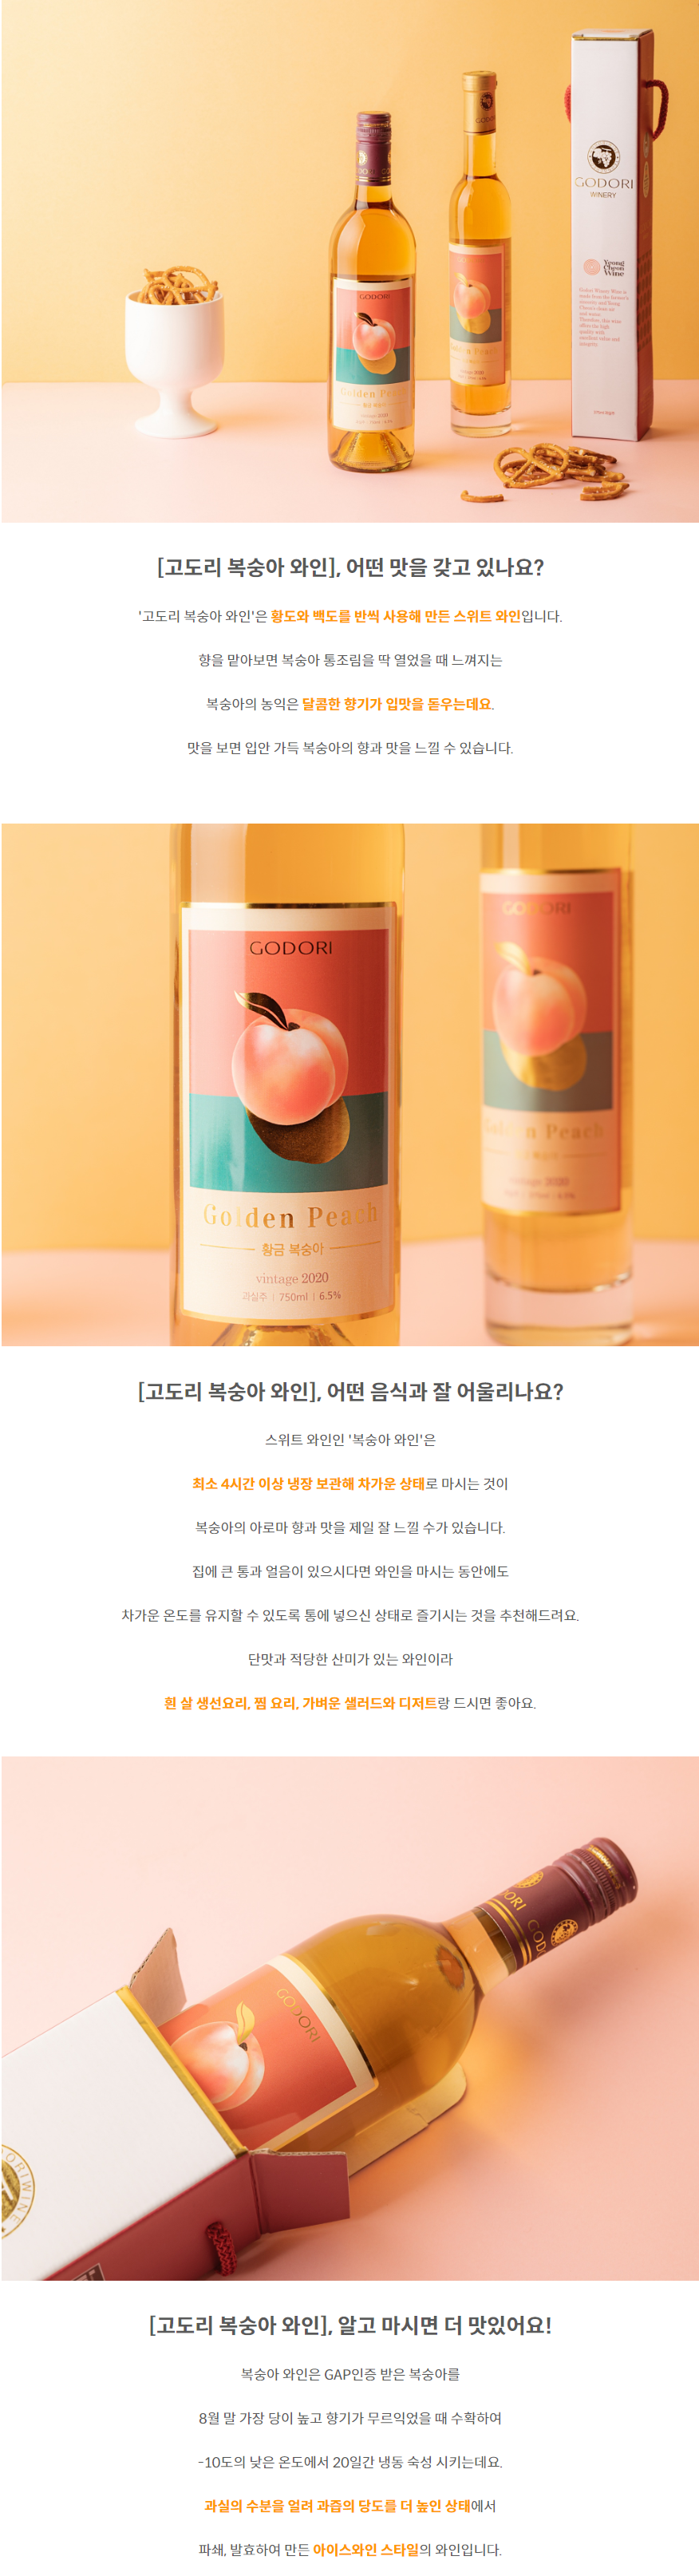 GODORI
WINERY
Yeong
Cheon
Wine
Godori Winery Wine is
made from the farmer's
GODORI
Golden Peach
황금 복숭아
vintage 2020
[고도리 복숭아 와인], 어떤 맛을 갖고 있나요?
'고도리 복숭아 와인'은 황도와 백도를 반씩 사용해 만든 스위트 와인입니다.
향을 맡아보면 복숭아 통조림을 딱 열었을 때 느껴지는
복숭아의 농익은 달콤한 향기가 입맛을 돋우는데요.
맛을 보면 입안 가득 복숭아의 향과 맛을 느낄 수 있습니다.
GODORI
Golden Peach
황금 복숭아
vintage 2020
과실주 | 750ml | 6.5%
GODORI
Golden Peach
[고도리 복숭아 와인], 어떤 음식과 잘 어울리나요?
스위트 와인인 '복숭아 와인'은
최소 4시간 이상 냉장 보관해 차가운 상태로 마시는 것이
복숭아의 아로마 향과 맛을 제일 잘 느낄 수가 있습니다.
집에 큰 통과 얼음이 있으시다면 와인을 마시는 동안에도
차가운 온도를 유지할 수 있도록 통에 넣으신 상태로 즐기시는 것을 추천해드려요.
단맛과 적당한 산미가 있는 와인이라
흰 살 생선요리, 찜 요리, 가벼운 샐러드와 디저트랑 드시면 좋아요.
GODORI
[고도리 복숭아 와인], 알고 마시면 더 맛있어요!
복숭아 와인은 GAP인증 받은 복숭아를
8월 말 가장 당이 높고 향기가 무르익었을 때 수확하여
-10도의 낮은 온도에서 20일간 냉동 숙성 시키는데요.
과실의 수분을 얼려 과즙의 당도를 더 높인 상태에서
파쇄, 발효하여 만든 아이스와인 스타일의 와인입니다.